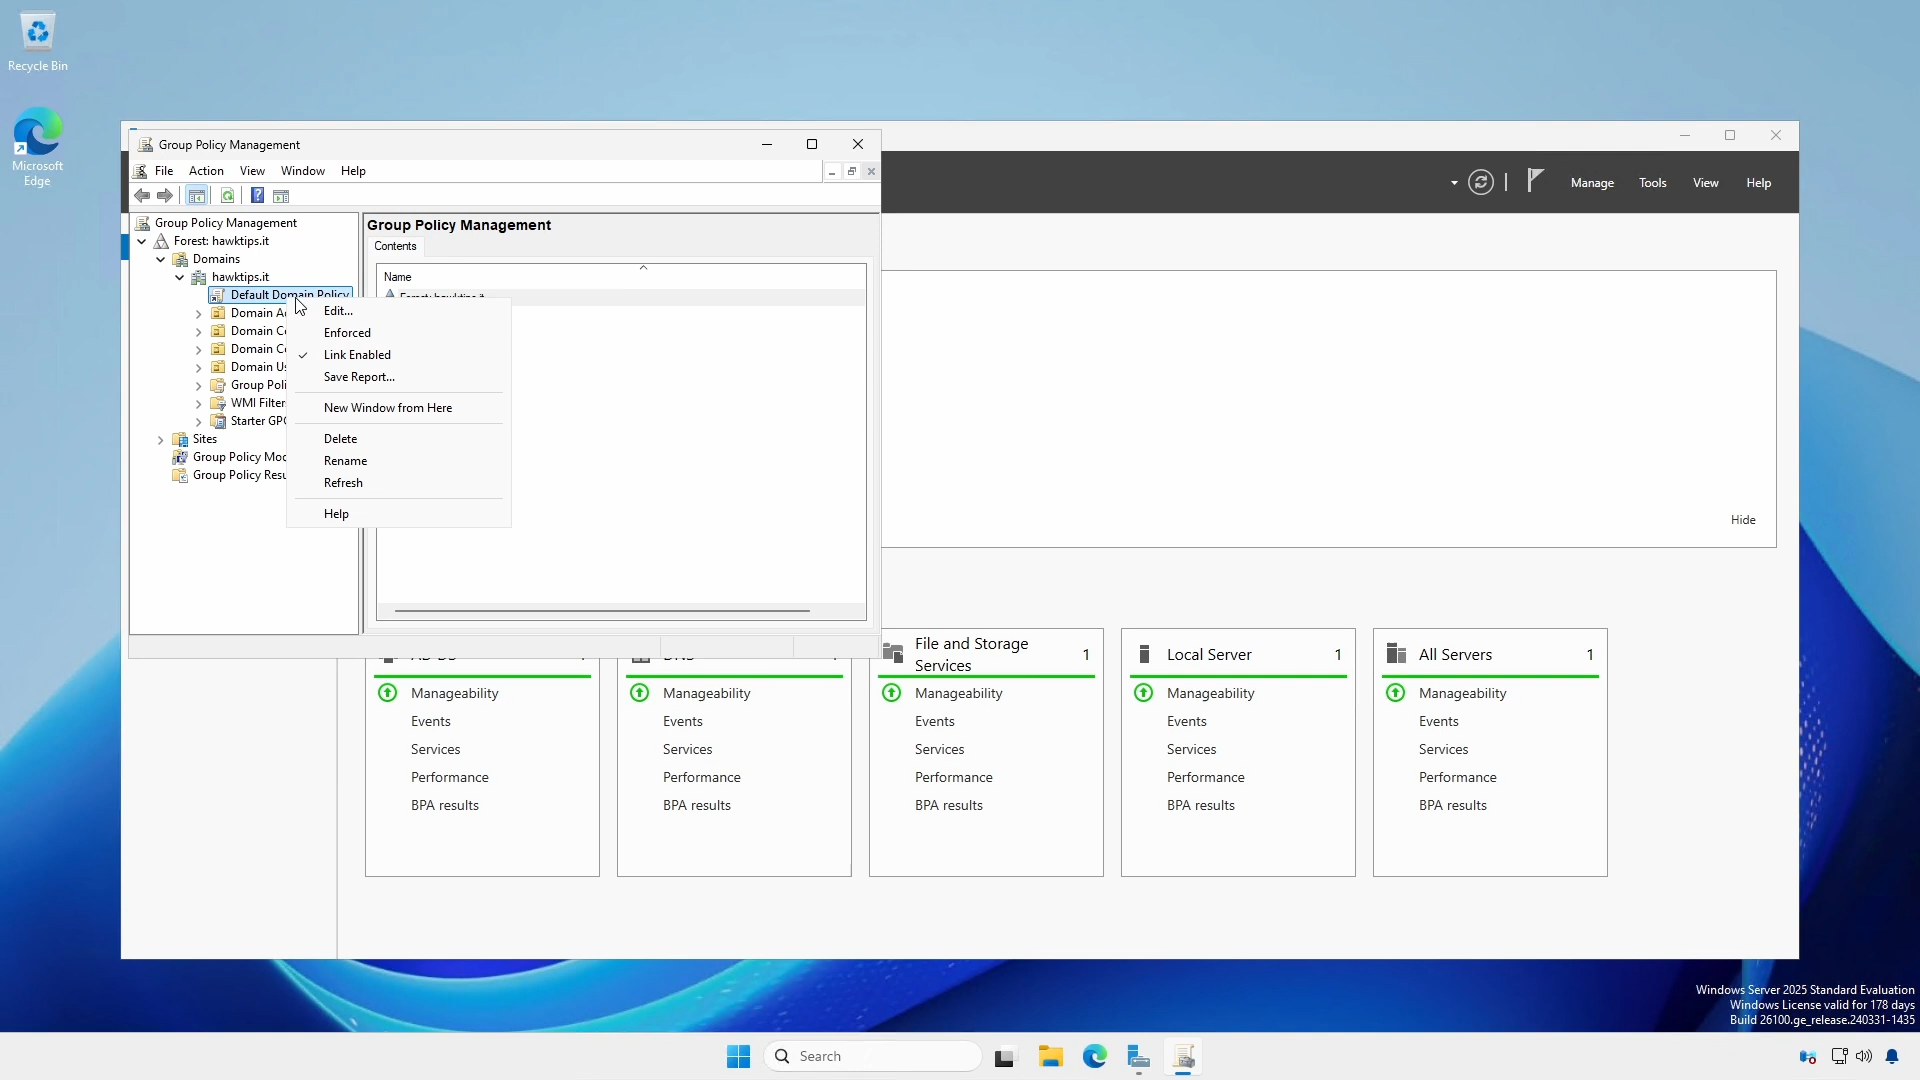 Recycle Bin
Microsoft
Edge
Group Policy Management
File Action View Window Help
Group Policy Management
Forest: hawktips.it
Domains
hawktips.it
Default Domain Policy
Domain
Domain
Domain
Domain
Group
WMI
Starter
Sites
Group Policy
Group Policy
Edit...
Enforced
Link Enabled
Save Report...
New Window from Here
Delete
Rename
Refresh
Help
Group Policy Management
Contents
Name
Manage Tools View Help
Hide
File and Storage
Services 1
Local Server 1
All Servers 1
Manageability
Events
Services
Performance
BPA results
Manageability
Events
Services
Performance
BPA results
Manageability
Events
Services
Performance
BPA results
Manageability
Events
Services
Performance
BPA results
Manageability
Events
Services
Performance
BPA results
Windows Server 2025 Standard Evaluation
Windows License valid for 178 days
Build 26100.ge_release.240331-1435
Search